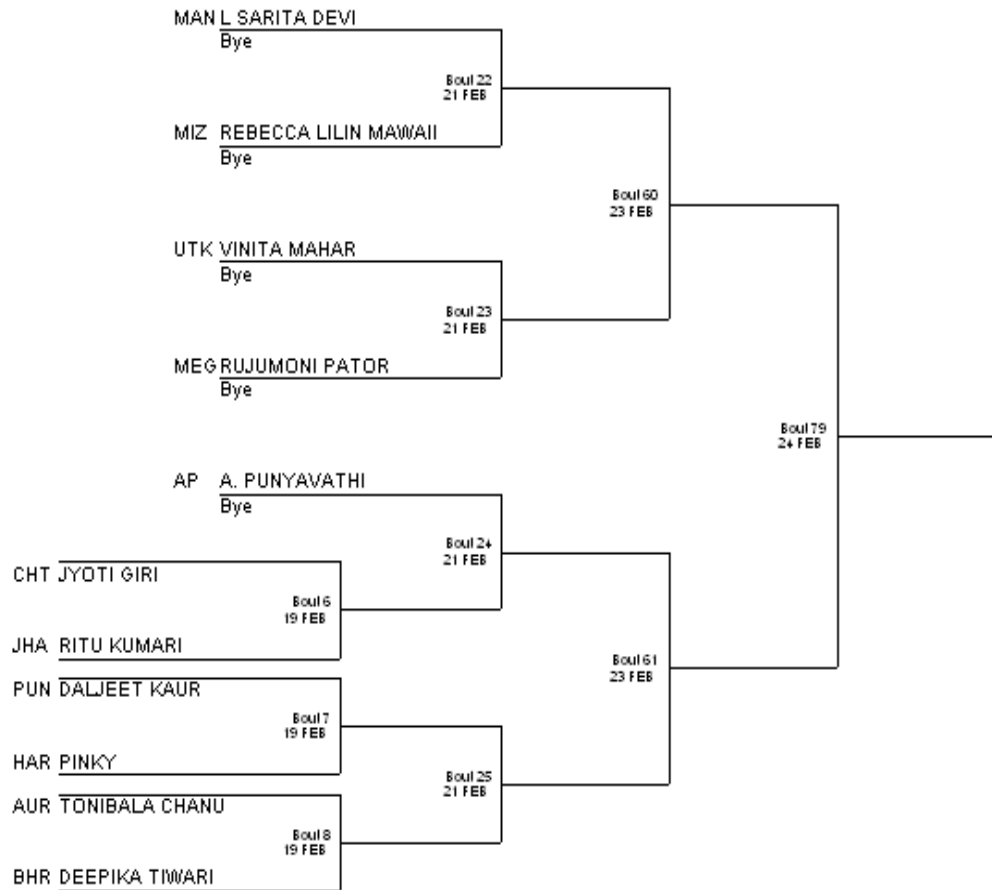 MAN L SARITA DEVI
Bye
Bout 22
21 FEB
MIZ REBECCA LILIN MAWAII
Bye
Bout 60
23 FEB
UTK VINITA MAHAR
Bye
Bout 23
21 FEB
MEG RUJUMONI PATOR
Bye
Bout 79
24 FEB
AP A. PUNYAVATHI
Bye
Bout 24
21 FEB
CHT JYOTI GIRI
Bout 6
19 FEB
JHA RITU KUMARI
Bout 61
23 FEB
PUN DALJEET KAUR
Bout 7
19 FEB
HAR PINKY
Bout 25
21 FEB
AUR TONIBALA CHANU
Bout 8
19 FEB
BHR DEEPIKA TIWARI